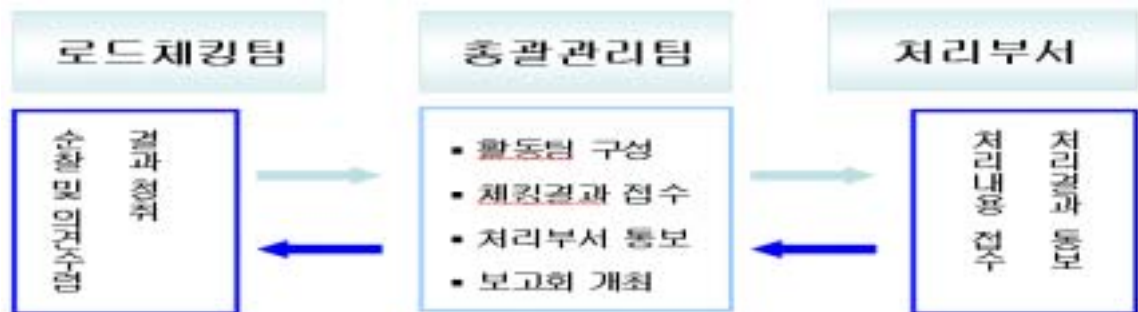 로드체킹팀
총괄관리팀
처리부서
순찰 및 의견수렴
결과 청취
▪ 활동팀 구성
▪ 체킹결과 접수
▪ 처리부서 통보
▪ 보고회 개최
처리내용 접수
처리결과 통보